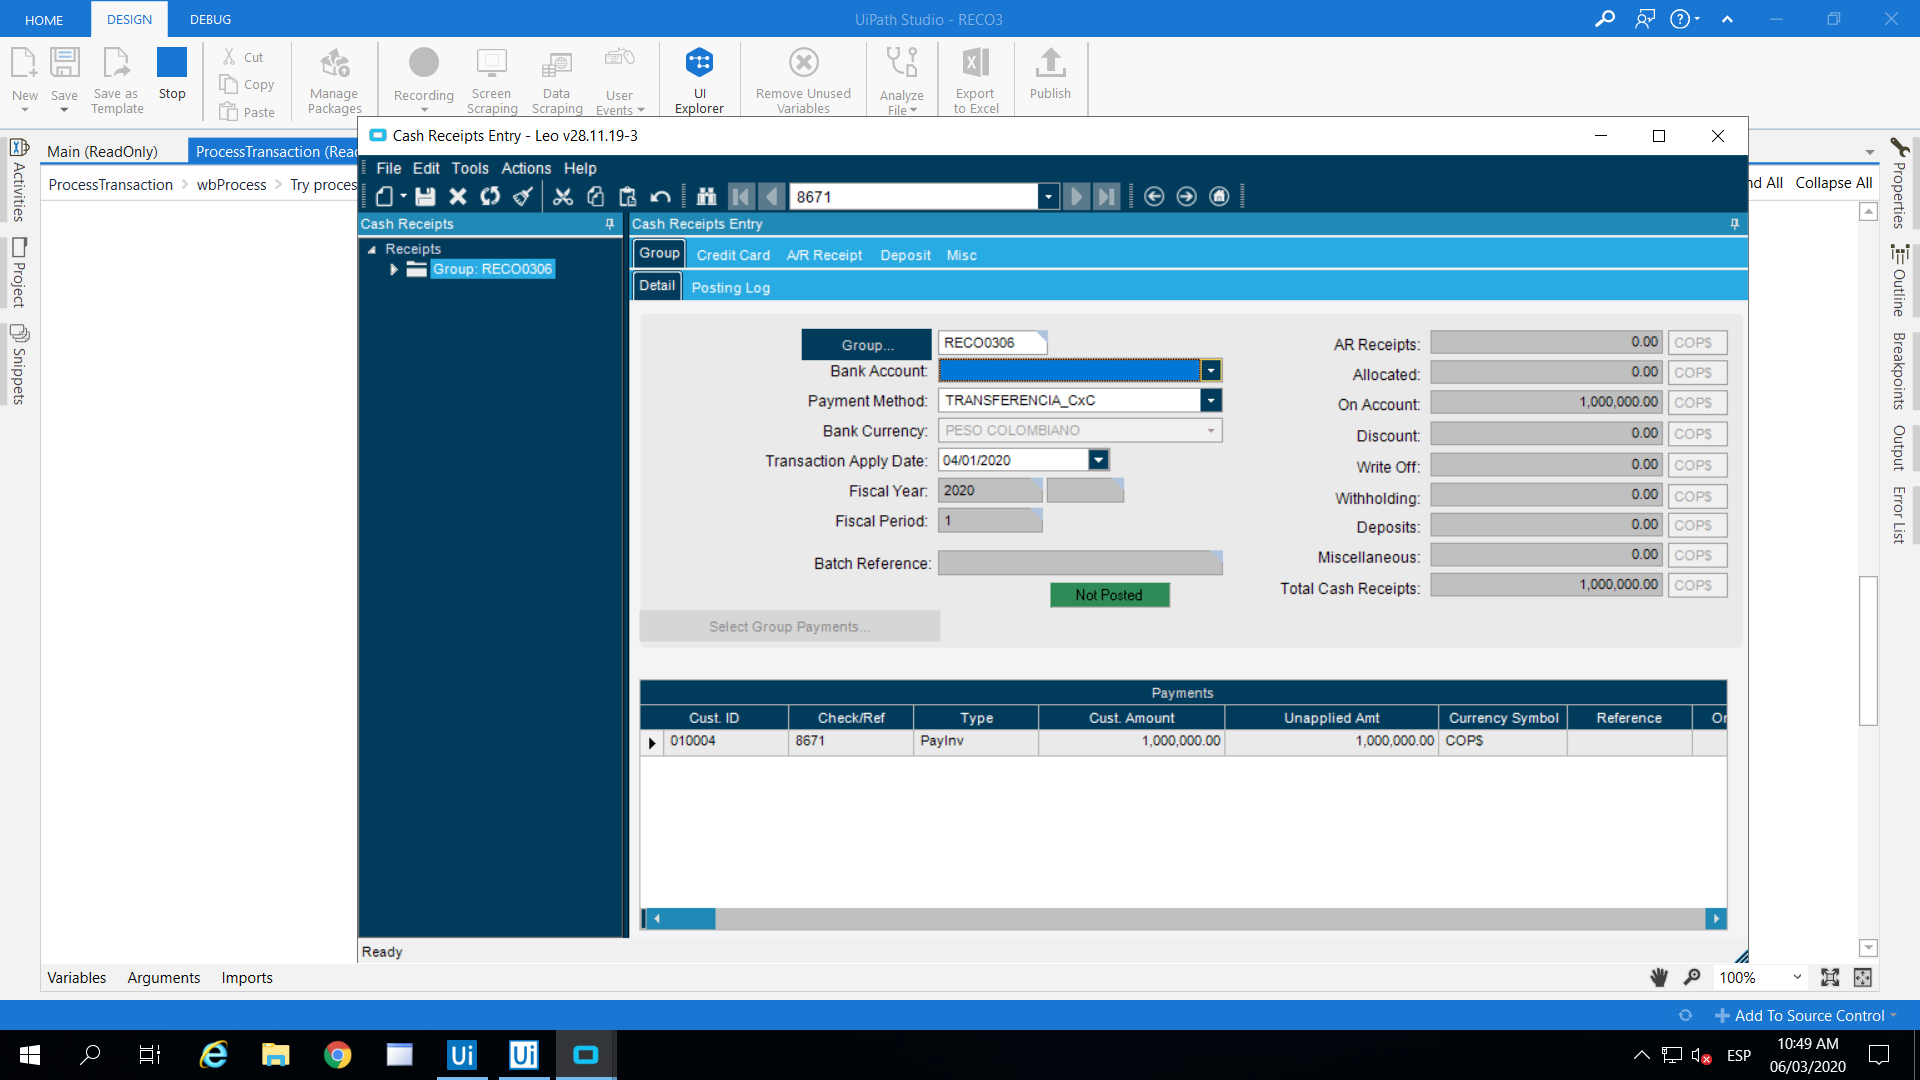 HOME
DESIGN
DEBUG
UiPath Studio - RECO3
New
Save
Save as Template
Stop
Cut
Copy
Paste
Manage Packages
Recording
Screen Scraping
Data Scraping
User Events
UI Explorer
Remove Unused Variables
Analyze File
Export to Excel
Publish
Main (ReadOnly)
ProcessTransaction (Read
ProcessTransaction > wbProcess > Try proces
nd All
Collapse All
Activities
Project
Snippets
Properties
Outline
Breakpoints
Output
Error List
Cash Receipts Entry - Leo v28.11.19-3
File Edit Tools Actions Help
8671
Cash Receipts
Receipts
Group: RECO0306
Cash Receipts Entry
Group Credit Card A/R Receipt Deposit Misc
Detail Posting Log
Group... RECO0306
Bank Account:
Payment Method: TRANSFERENCIA_CxC
Bank Currency: PESO COLOMBIANO
Transaction Apply Date: 04/01/2020
Fiscal Year: 2020
Fiscal Period: 1
Batch Reference:
Not Posted
Select Group Payments...
AR Receipts: 0.00 COP$
Allocated: 0.00 COP$
On Account: 1,000,000.00 COP$
Discount: 0.00 COP$
Write Off: 0.00 COP$
Withholding: 0.00 COP$
Deposits: 0.00 COP$
Miscellaneous: 0.00 COP$
Total Cash Receipts: 1,000,000.00 COP$
Payments
Cust. ID Check/Ref Type Cust. Amount Unapplied Amt Currency Symbol Reference Or
010004 8671 PayInv 1,000,000.00 1,000,000.00 COP$
Ready
Variables Arguments Imports
100%
Add To Source Control
Ui
Ui
ESP
10:49 AM
06/03/2020